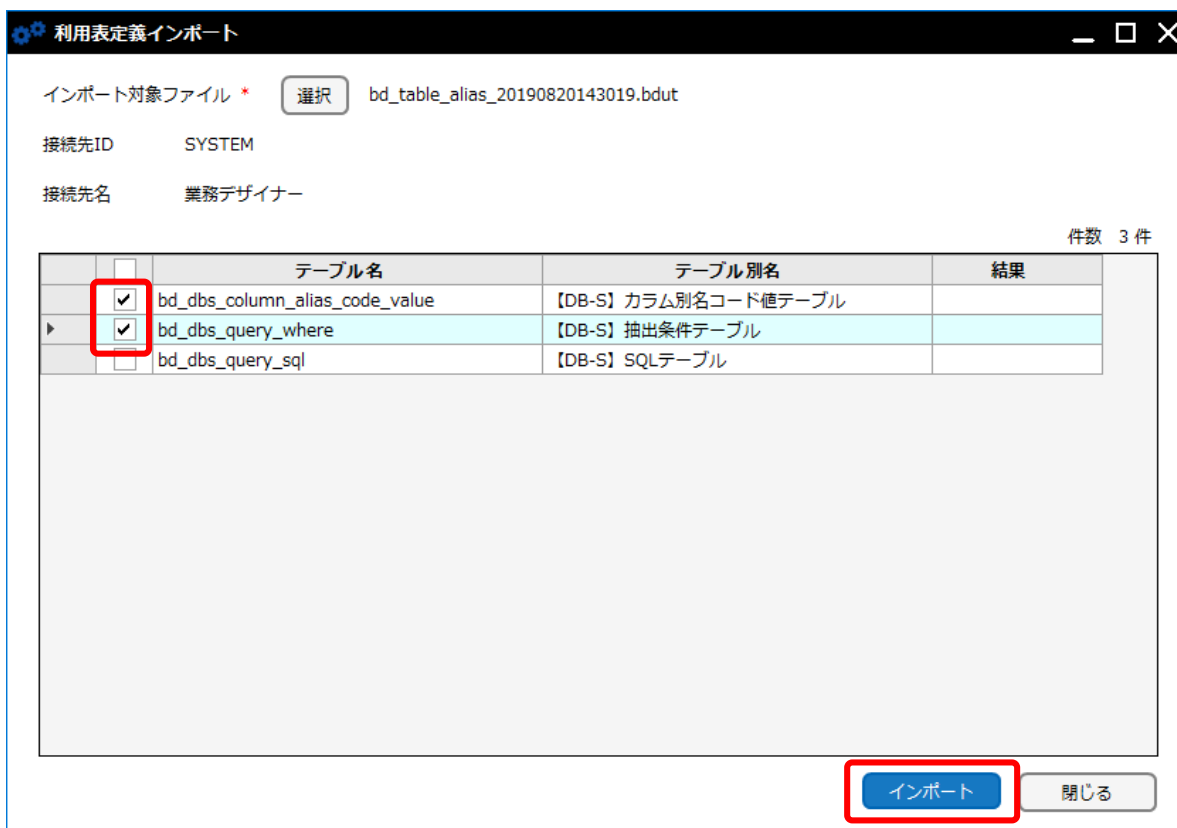 利用表定義インポート
インポート対象ファイル * 選択 bd_table_alias_20190820143019.bdut
接続先ID SYSTEM
接続先名 業務デザイナー
件数 3 件
テーブル名 テーブル別名 結果
bd_dbs_column_alias_code_value 【DB-S】カラム別名コード値テーブル
bd_dbs_query_where 【DB-S】抽出条件テーブル
bd_dbs_query_sql 【DB-S】SQLテーブル
インポート 閉じる